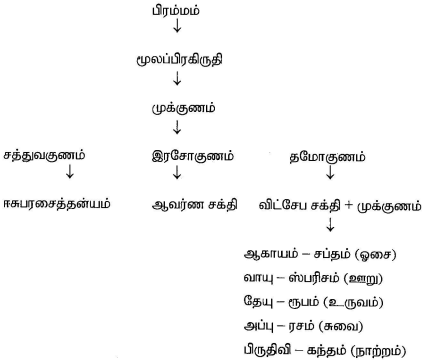 பிரம்மம்
↓
மூலப்பிரகிருதி
↓
முக்குணம்
↓
சத்துவகுணம் இரசோகுணம் தமோகுணம்
↓ ↓ ↓
ஈசுபரசைத்தன்யம் ஆவர்ண சக்தி விட்சேப சக்தி + முக்குணம்
↓
ஆகாயம் – சப்தம் (ஓசை)
வாயு – ஸ்பரிசம் (ஊறு)
தேயு – ரூபம் (உருவம்)
அப்பு – ரசம் (சுவை)
பிருதிவி – கந்தம் (நாற்றம்)